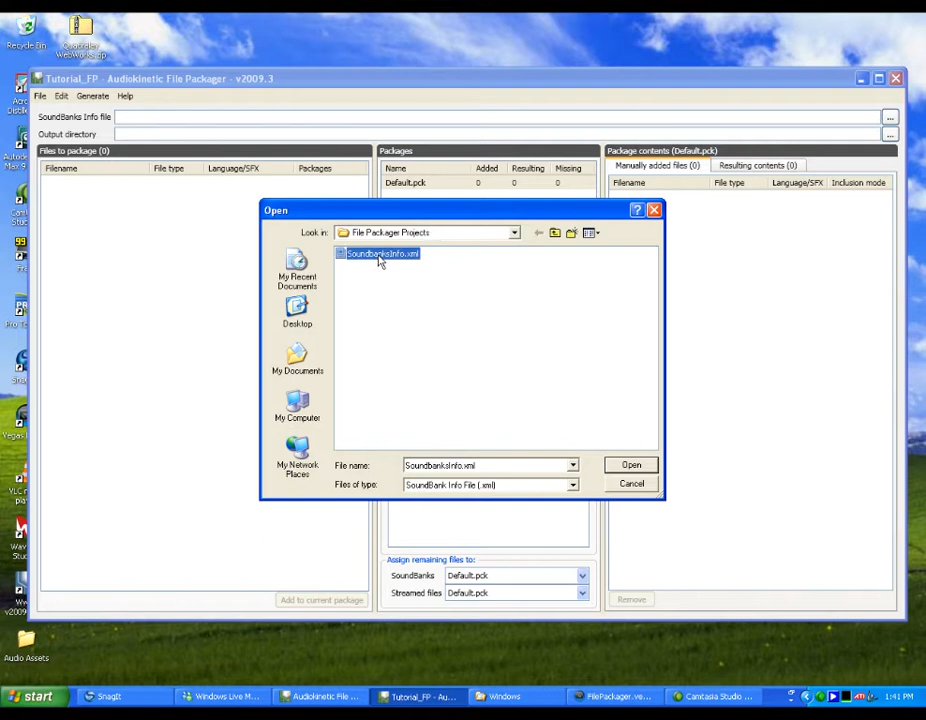 Recycle Bin
Quadralay WebWorks.zip
Tutorial_FP - Audiokinetic File Packager - v2009.3
File Edit Generate Help
SoundBanks Info file
...
Output directory
...
Files to package (0)
Packages
Package contents (Default.pck)
Filename File type Language/SFX Packages
Name Added Resulting Missing
Default.pck 0 0 0
Manually added files (0) Resulting contents (0)
Filename File type Language/SFX Inclusion mode
Open
Look in: File Packager Projects
SoundbanksInfo.xml
My Recent Documents
Desktop
My Documents
My Computer
My Network Places
File name: SoundbanksInfo.xml Open
Files of type: SoundBank Info File (.xml) Cancel
Assign remaining files to:
SoundBanks Default.pck
Streamed files Default.pck
Add to current package
Remove
Audio Assets
start
SnagIt
Windows Live M...
Audiokinetic File ...
Tutorial_FP - Au...
Windows
FilePackager.ve...
Camtasia Studio ...
1:41 PM